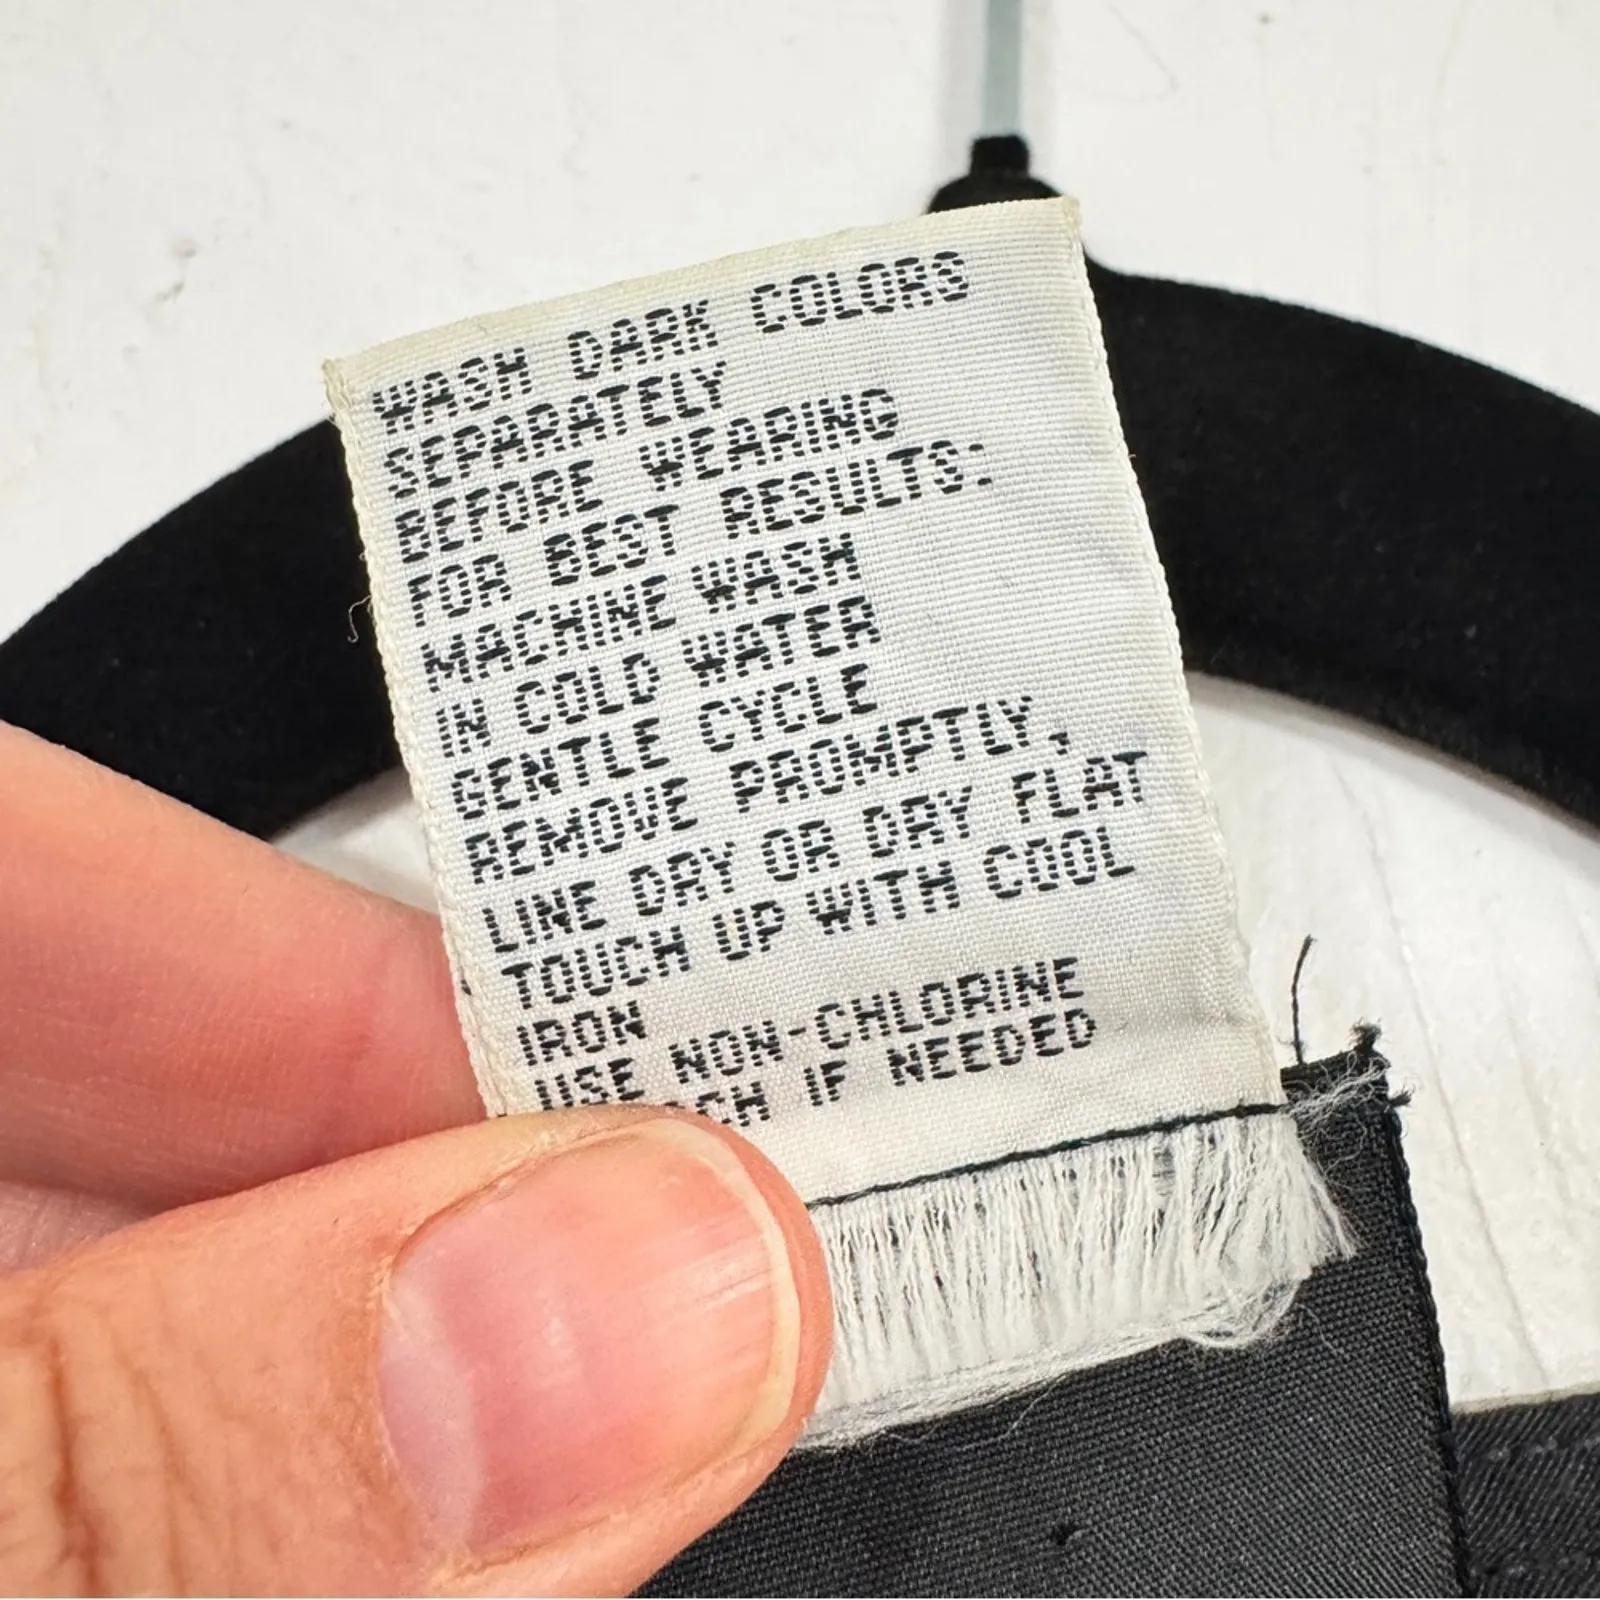 WASH DARK COLORS
SEPARATELY
BEFORE WEARING
FOR BEST RESULTS:
MACHINE WASH
IN COLD WATER
GENTLE CYCLE
REMOVE PROMPTLY,
LINE DRY OR DRY FLAT
TOUCH UP WITH COOL
IRON
USE NON-CHLORINE
IF NEEDED